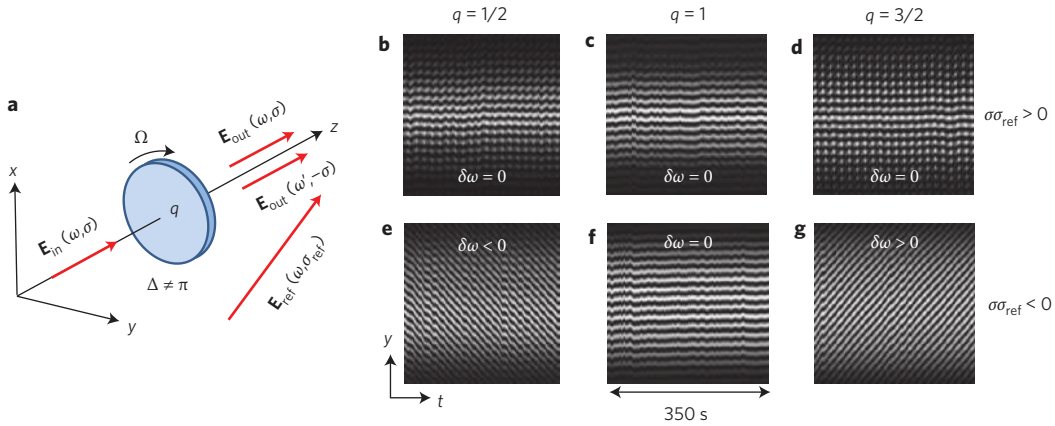 q = 1/2
q = 1
q = 3/2
a
Ω
x
y
z
q
Δ ≠ π
E_in (ω,σ)
E_out (ω,σ)
E_out (ω′,−σ)
E_ref (ω,σ_ref)
b
δω = 0
c
δω = 0
d
δω = 0
σσ_ref > 0
e
δω < 0
f
δω = 0
g
δω > 0
σσ_ref < 0
y
t
350 s